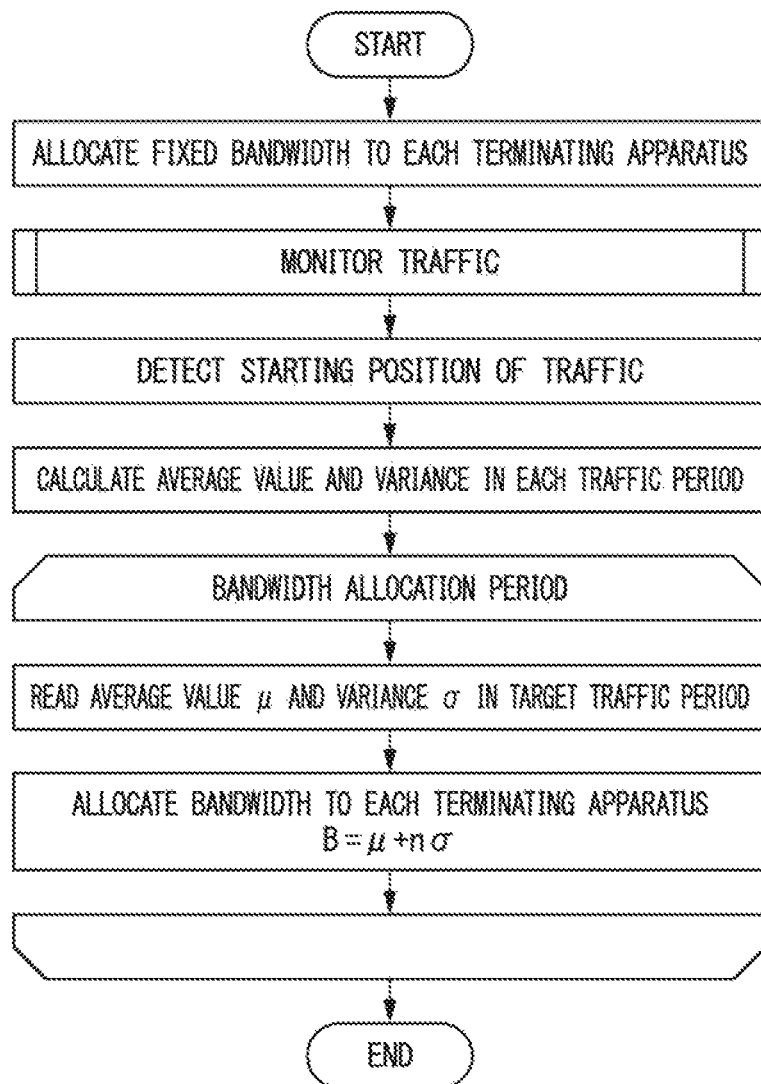 START
ALLOCATE FIXED BANDWIDTH TO EACH TERMINATING APPARATUS
MONITOR TRAFFIC
DETECT STARTING POSITION OF TRAFFIC
CALCULATE AVERAGE VALUE AND VARIANCE IN EACH TRAFFIC PERIOD
BANDWIDTH ALLOCATION PERIOD
READ AVERAGE VALUE μ AND VARIANCE σ IN TARGET TRAFFIC PERIOD
ALLOCATE BANDWIDTH TO EACH TERMINATING APPARATUS
B=μ+nσ
END